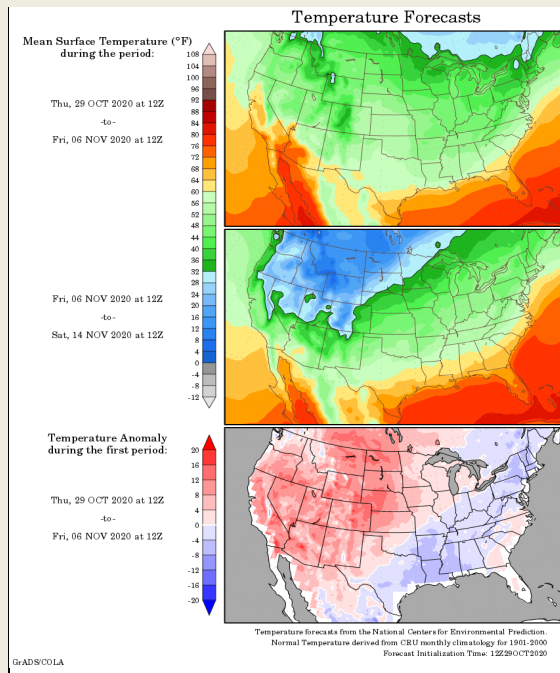 Temperature Forecasts
Mean Surface Temperature (°F)
during the period:
Thu, 29 OCT 2020 at 12Z
-to-
Fri, 06 NOV 2020 at 12Z
108
104
100
96
92
88
84
80
76
72
68
64
60
56
52
48
44
40
36
32
28
24
20
16
12
8
4
0
-4
-8
-12
Fri, 06 NOV 2020 at 12Z
-to-
Sat, 14 NOV 2020 at 12Z
Temperature Anomaly
during the first period:
Thu, 29 OCT 2020 at 12Z
-to-
Fri, 06 NOV 2020 at 12Z
20
16
12
8
4
0
-4
-8
-12
-16
-20
Temperature forecasts from the National Centers for Environmental Prediction.
Normal Temperature derived from CRU monthly climatology for 1901-2000
Forecast Initialization Time: 12Z29OCT2020
GrADS/COLA